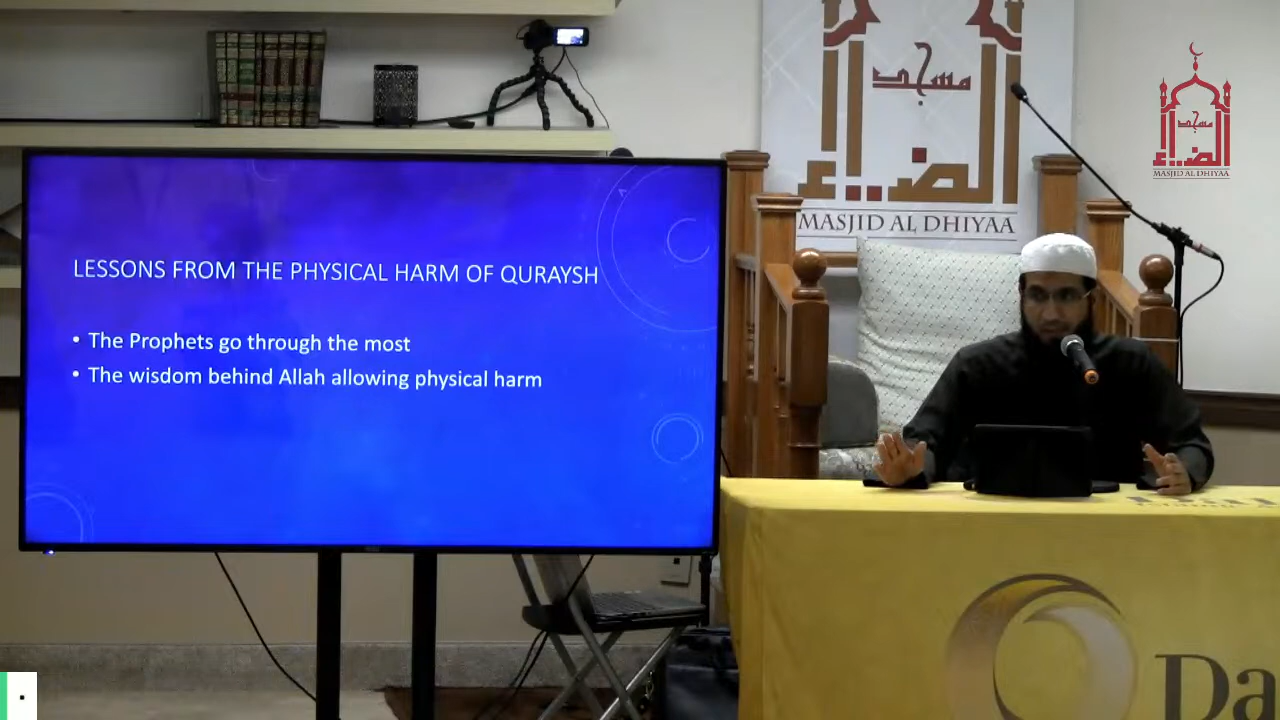 مسجد
الضياء
MASJID AL DHIYAA
مسجد
الضياء
MASJID AL DHIYAA
LESSONS FROM THE PHYSICAL HARM OF QURAYSH
• The Prophets go through the most
• The wisdom behind Allah allowing physical harm
Da